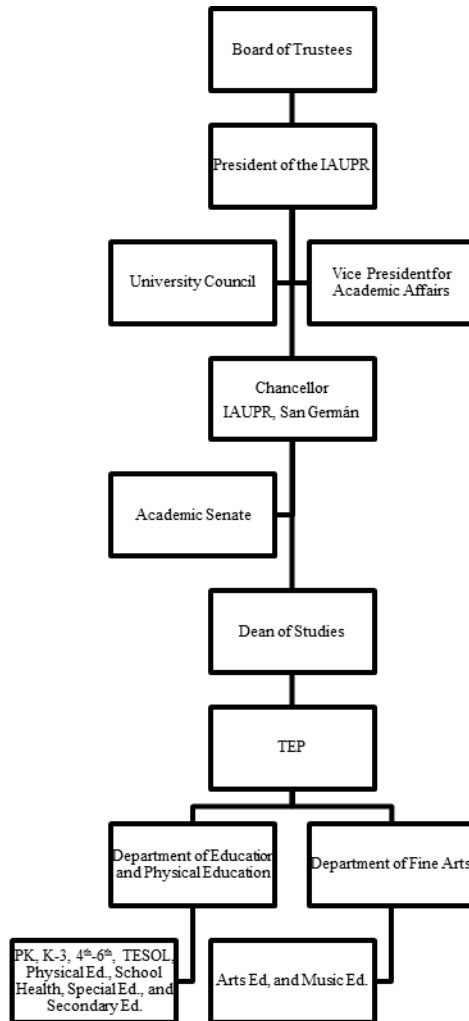 Board of Trustees
President of the IAUPR
University Council
Vice President for
Academic Affairs
Chancellor
IAUPR, San Germán
Academic Senate
Dean of Studies
TEP
Department of Education
and Physical Education
Department of Fine Arts
PK, K-3, 4th-6th, TESOL,
Physical Ed., School
Health, Special Ed., and
Secondary Ed.
Arts Ed, and Music Ed.